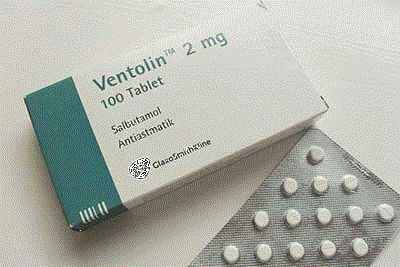 Ventolin™ 2 mg
100 Tablet
Salbutamol
Antiastmatik
GlaxoSmithKline